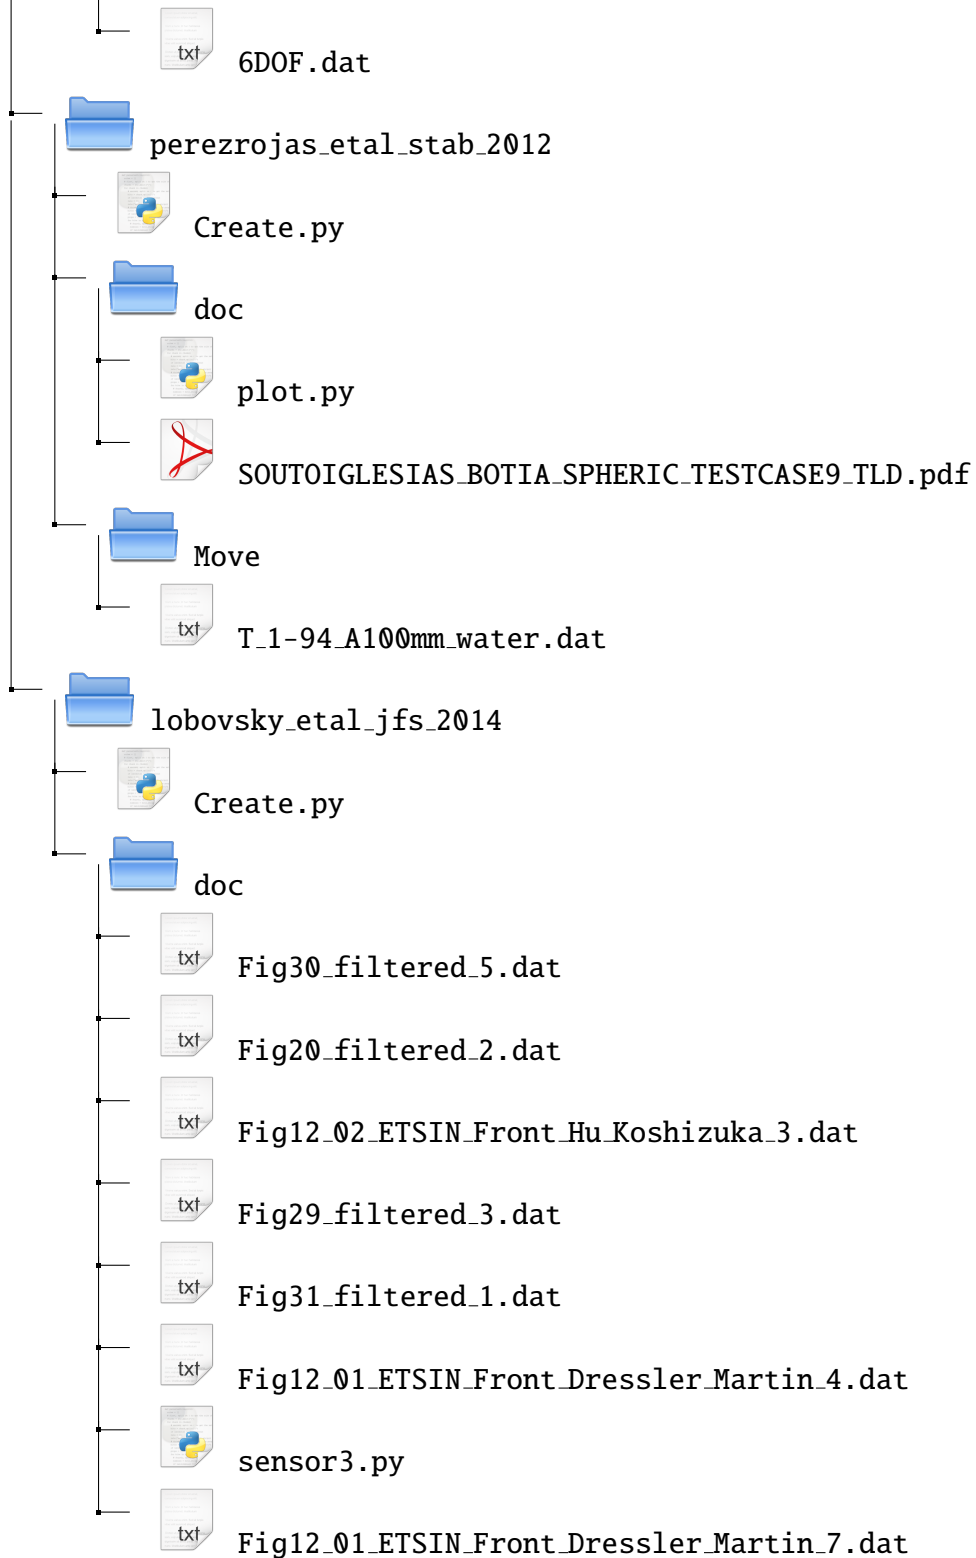 txt
6DOF.dat
perezrojas_etal_stab_2012
Create.py
doc
plot.py
SOUTOIGLESIAS_BOTIA_SPHERIC_TESTCASE9_TLD.pdf
Move
txt
T_1-94_A100mm_water.dat
lobovsky_etal_jfs_2014
Create.py
doc
txt
Fig30_filtered_5.dat
txt
Fig20_filtered_2.dat
txt
Fig12_02_ETSIN_Front_Hu_Koshizuka_3.dat
txt
Fig29_filtered_3.dat
txt
Fig31_filtered_1.dat
txt
Fig12_01_ETSIN_Front_Dressler_Martin_4.dat
sensor3.py
txt
Fig12_01_ETSIN_Front_Dressler_Martin_7.dat